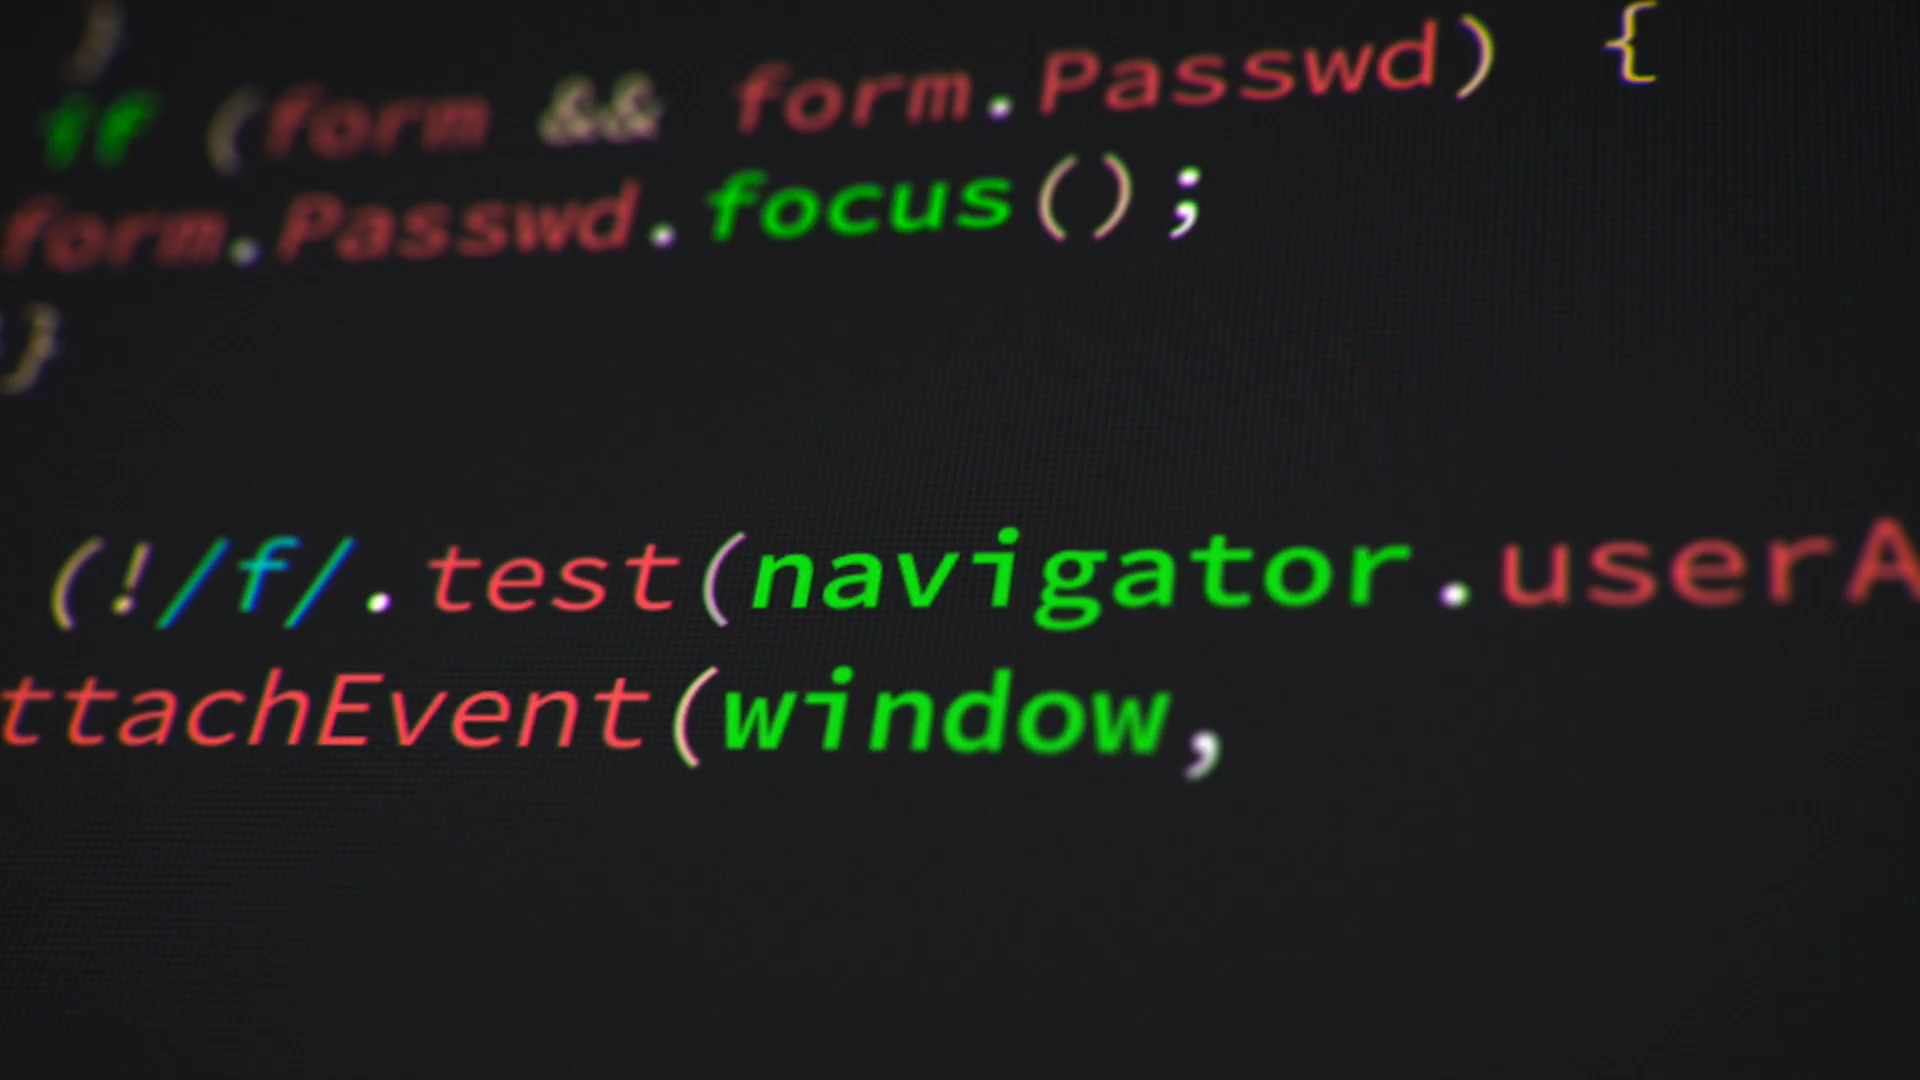 }
if (form && form.Passwd) {
form.Passwd.focus();
}}
(!/f/.test(navigator.userA
ttachEvent(window,